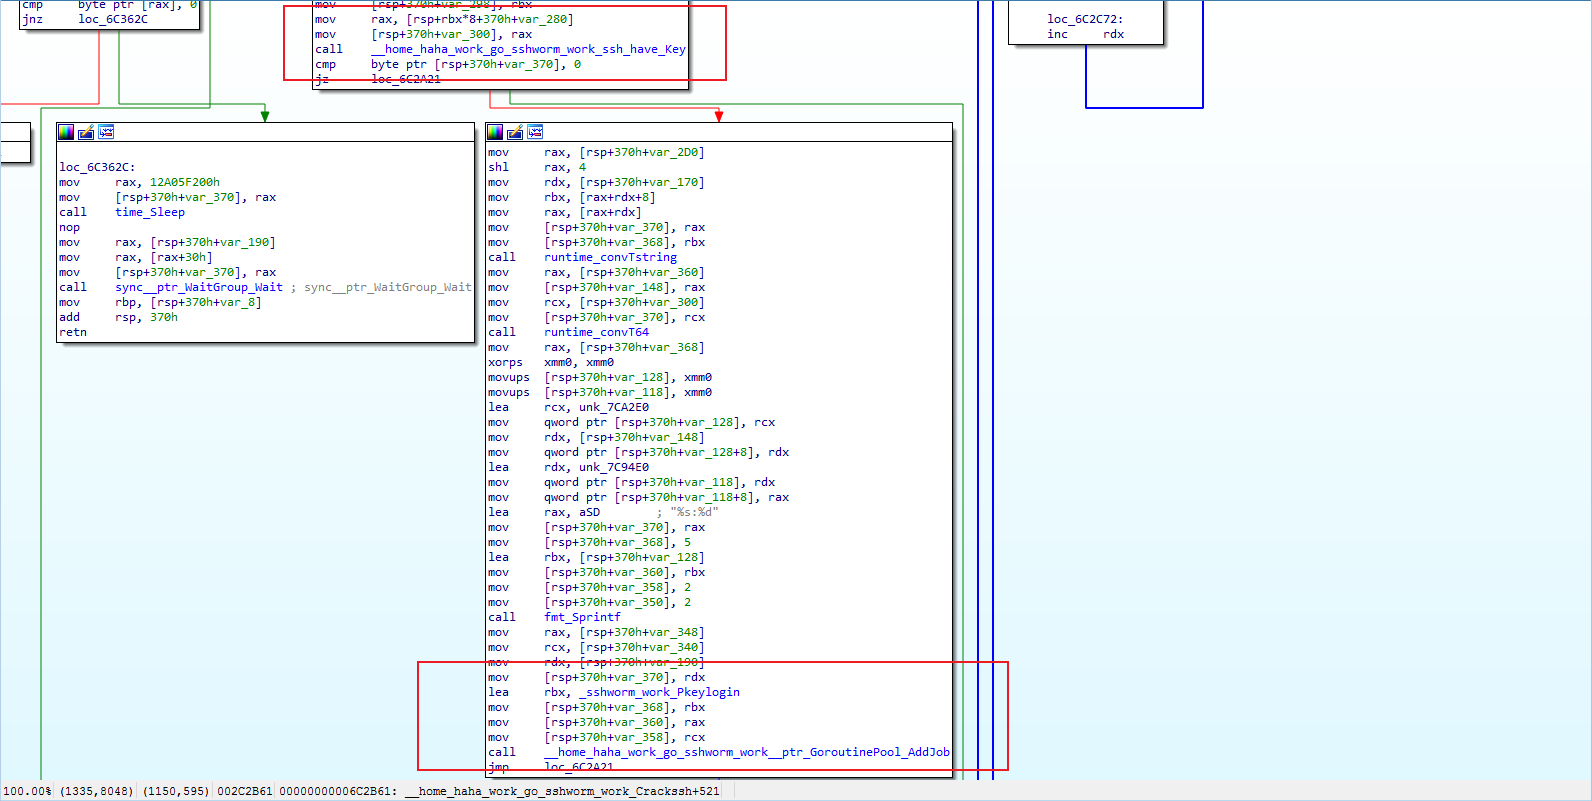 cmp byte ptr [rax], 0
jnz loc_6C362C
mov [rsp+370h+var_298], rbx
mov rax, [rsp+rbx*8+370h+var_280]
mov [rsp+370h+var_300], rax
call __home_haha_work_go_sshworm_work_ssh_have_Key
cmp byte ptr [rsp+370h+var_370], 0
jz loc_6C2A21
loc_6C2C72:
inc rdx
loc_6C362C:
mov rax, 12A05F200h
mov [rsp+370h+var_370], rax
call time_Sleep
nop
mov rax, [rsp+370h+var_190]
mov rax, [rax+30h]
mov [rsp+370h+var_370], rax
call sync__ptr_WaitGroup_Wait ; sync__ptr_WaitGroup_Wait
mov rbp, [rsp+370h+var_8]
add rsp, 370h
retn
mov rax, [rsp+370h+var_2D0]
shl rax, 4
mov rdx, [rsp+370h+var_170]
mov rbx, [rax+rdx+8]
mov rax, [rax+rdx]
mov [rsp+370h+var_370], rax
mov [rsp+370h+var_368], rbx
call runtime_convTstring
mov rax, [rsp+370h+var_360]
mov [rsp+370h+var_148], rax
mov rcx, [rsp+370h+var_300]
mov [rsp+370h+var_370], rcx
call runtime_convT64
mov rax, [rsp+370h+var_368]
xorps xmm0, xmm0
movups [rsp+370h+var_128], xmm0
movups [rsp+370h+var_118], xmm0
lea rcx, unk_7CA2E0
mov qword ptr [rsp+370h+var_128], rcx
mov rdx, [rsp+370h+var_148]
mov qword ptr [rsp+370h+var_128+8], rdx
lea rdx, unk_7C94E0
mov qword ptr [rsp+370h+var_118], rdx
mov qword ptr [rsp+370h+var_118+8], rax
lea rax, aSD ; "%s:%d"
mov [rsp+370h+var_370], rax
mov [rsp+370h+var_368], 5
lea rbx, [rsp+370h+var_128]
mov [rsp+370h+var_360], rbx
mov [rsp+370h+var_358], 2
mov [rsp+370h+var_350], 2
call fmt_Sprintf
mov rax, [rsp+370h+var_348]
mov rcx, [rsp+370h+var_340]
mov rdx, [rsp+370h+var_190]
mov [rsp+370h+var_370], rdx
lea rbx, _sshworm_work_Pkeylogin
mov [rsp+370h+var_368], rbx
mov [rsp+370h+var_360], rax
mov [rsp+370h+var_358], rcx
call __home_haha_work_go_sshworm_work__ptr_GoroutinePool_AddJob
jmp loc_6C2A21
100.00% (1335,8048) (1150,595) 002C2B61 00000000006C2B61: __home_haha_work_go_sshworm_work_Crackssh+521